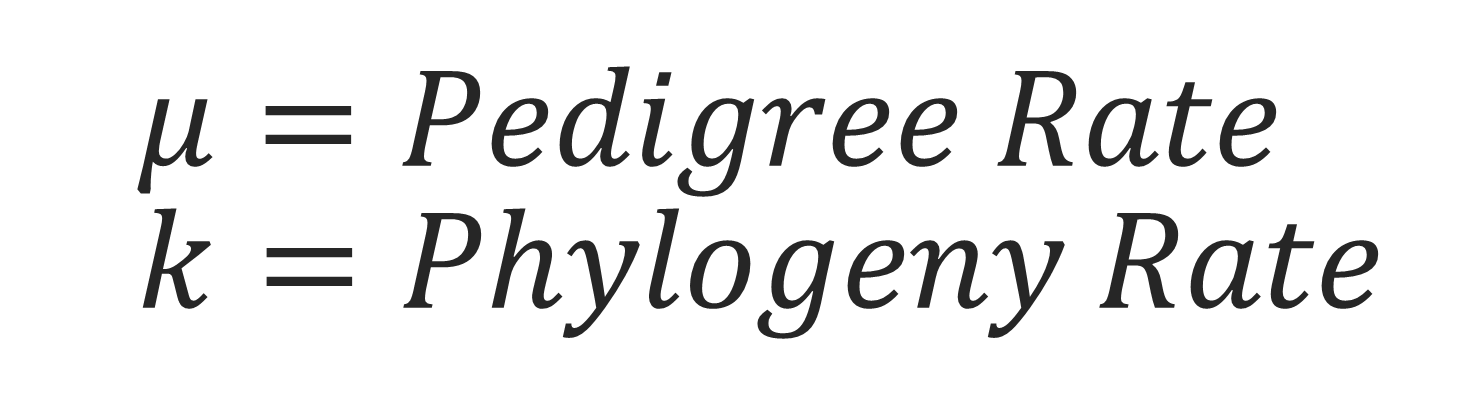 μ = Pedigree Rate
k = Phylogeny Rate